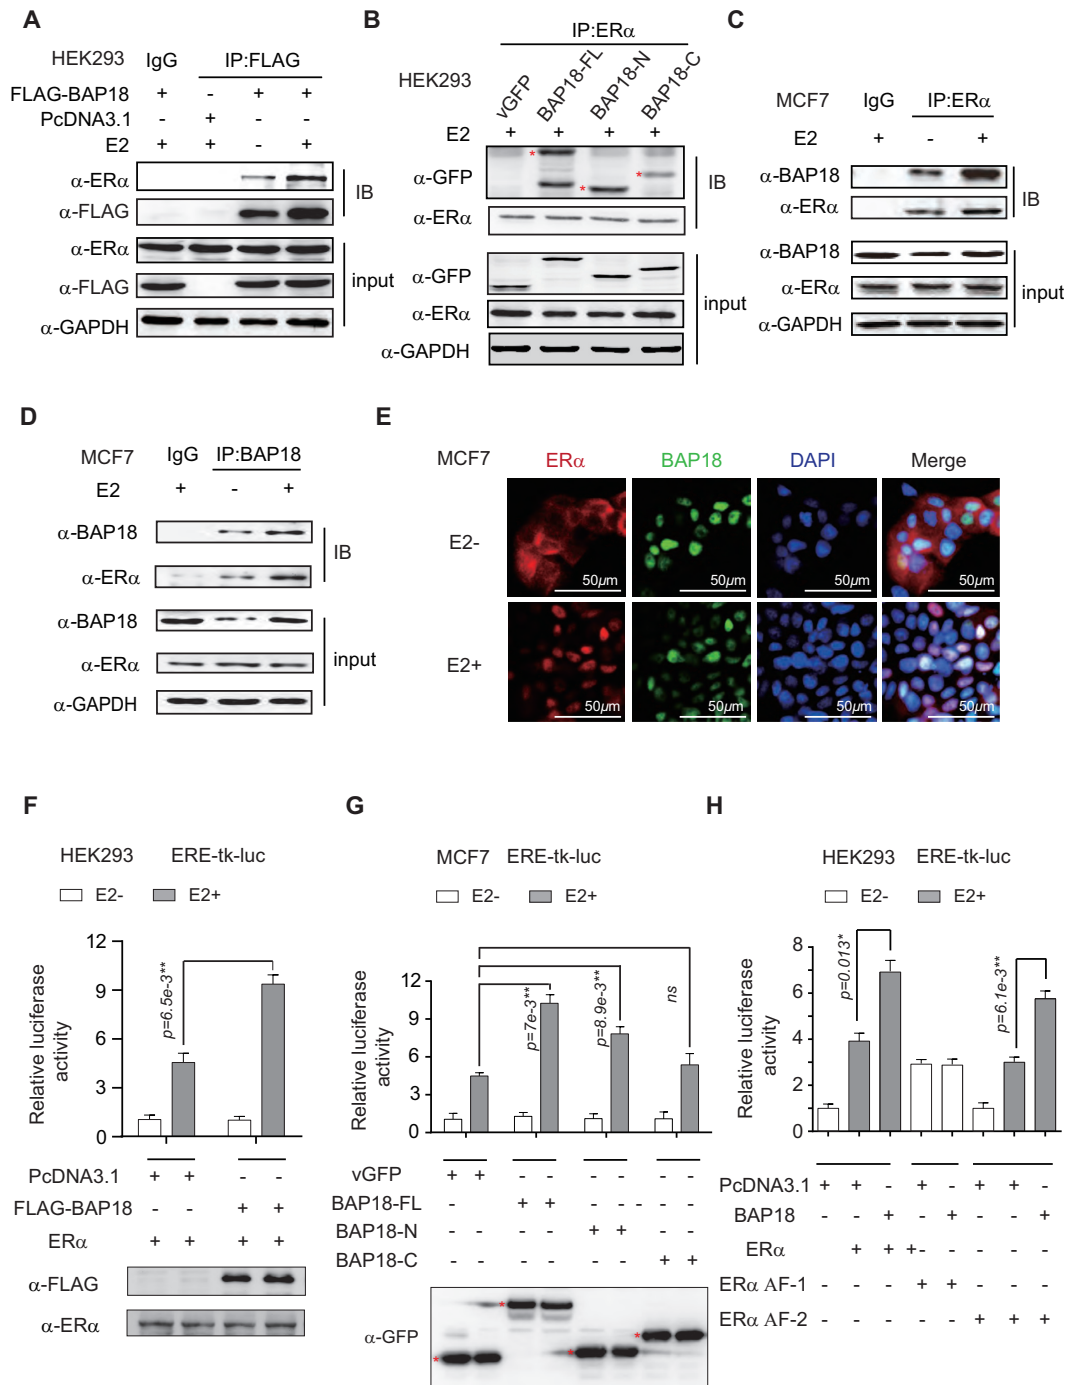 A
HEK293 IgG IP:FLAG
FLAG-BAP18 + - + +
PcDNA3.1 - + - -
E2 + + - +
α-ERα
α-FLAG
IB
α-ERα
α-FLAG
α-GAPDH
input
B
IP:ERα
HEK293 vGFP BAP18-FL BAP18-N BAP18-C
E2 + + + +
* α-GFP * *
α-ERα
IB
α-GFP
α-ERα
α-GAPDH
input
C
MCF7 IgG IP:ERα
E2 + - +
α-BAP18
α-ERα
IB
α-BAP18
α-ERα
α-GAPDH
input
D
MCF7 IgG IP:BAP18
E2 + - +
α-BAP18
α-ERα
IB
α-BAP18
α-ERα
α-GAPDH
input
E
MCF7 ERα BAP18 DAPI Merge
E2-
50µm 50µm 50µm 50µm
E2+
50µm 50µm 50µm 50µm
F
HEK293 ERE-tk-luc
E2- E2+
Relative luciferase activity
12
9
6
3
0
p=6.5e-3**
PcDNA3.1 + + - -
FLAG-BAP18 - - + +
ERα + + + +
α-FLAG
α-ERα
G
MCF7 ERE-tk-luc
E2- E2+
Relative luciferase activity
12
9
6
3
0
p=7e-3**
p=8.9e-3**
ns
vGFP + + - - - - - -
BAP18-FL - + + - - - - -
BAP18-N - - - - + + - -
BAP18-C - - - - - - + +
α-GFP * * * *
H
HEK293 ERE-tk-luc
E2- E2+
Relative luciferase activity
8
6
4
2
0
p=0.013*
p=6.1e-3**
PcDNA3.1 + + - + - + + -
BAP18 - - + - + - - +
ERα - + + + - - - - -
ERα AF-1 - - - + + - - -
ERα AF-2 - - - - - + + +